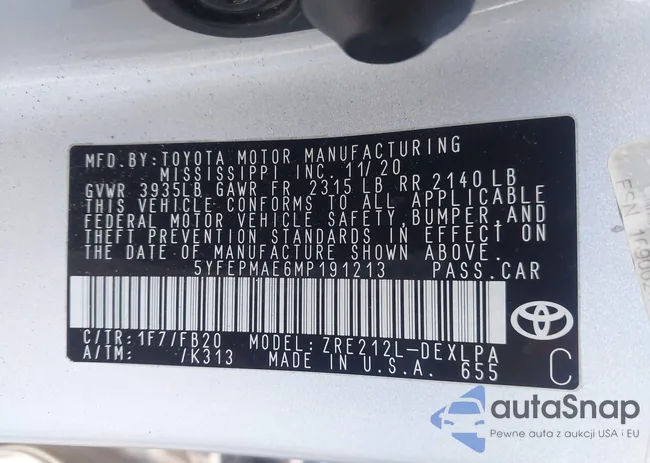 MFD.BY: TOYOTA MOTOR MANUFACTURING
MISSISSIPPI INC. 11/20
GVWR 3935LB GAWR FR 2315 LB RR 2140 LB
THIS VEHICLE CONFORMS TO ALL APPLICABLE
FEDERAL MOTOR VEHICLE SAFETY, BUMPER, AND
THEFT PREVENTION STANDARDS IN EFFECT ON
THE DATE OF MANUFACTURE SHOWN ABOVE.
5YFEPMAE6MP191213 PASS.CAR
C/TR: 1F7/FB20 MODEL: ZRE212L-DEXLPA
A/TM: /K313 MADE IN U.S.A. 655
C
autaSnap
Pewne auta z aukcji USA i EU